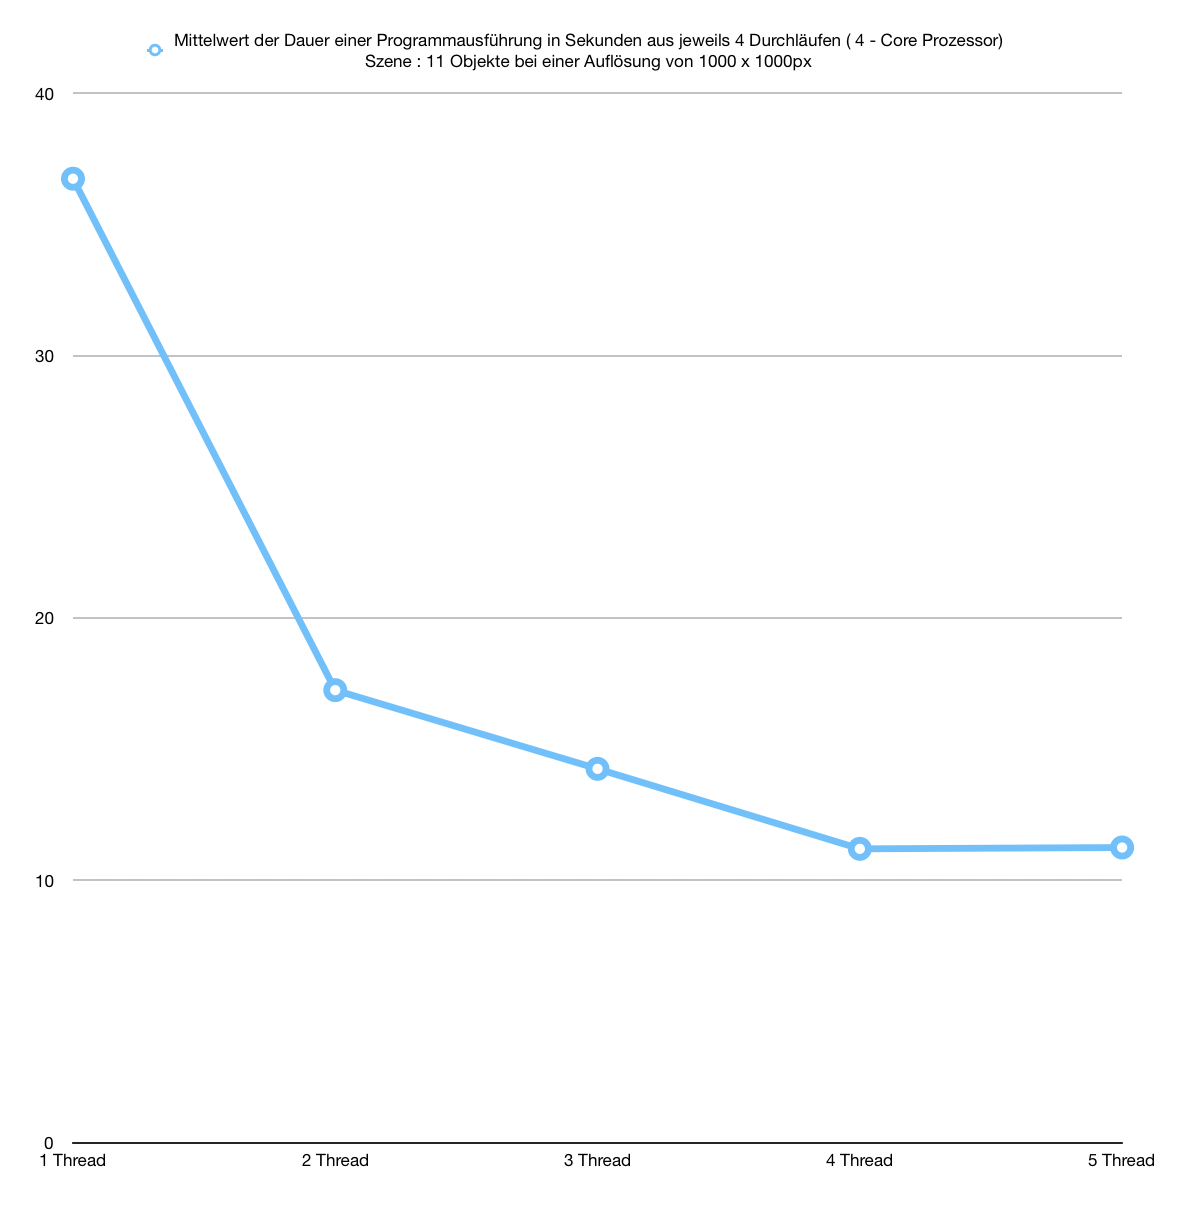 Mittelwert der Dauer einer Programmausführung in Sekunden aus jeweils 4 Durchläufen ( 4 - Core Prozessor)
Szene : 11 Objekte bei einer Auflösung von 1000 x 1000px
40
30
20
10
0
1 Thread
2 Thread
3 Thread
4 Thread
5 Thread